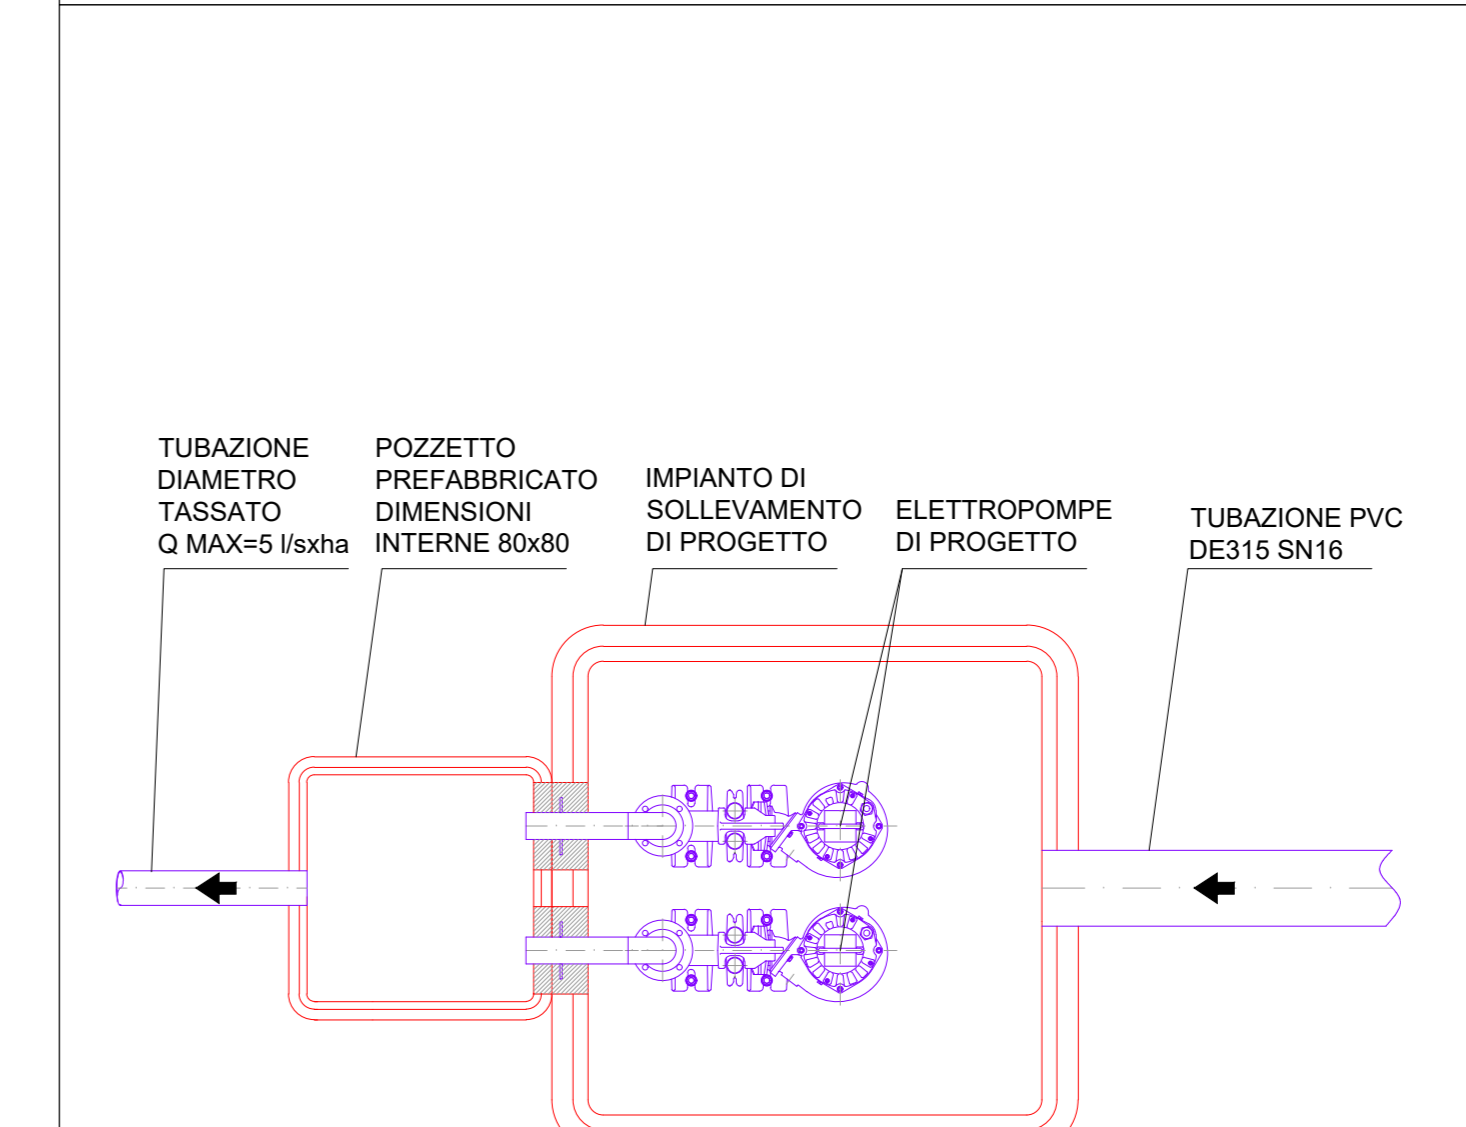 TUBAZIONE
DIAMETRO
TASSATO
Q MAX=5 l/sxha
POZZETTO
PREFABBRICATO
DIMENSIONI
INTERNE 80x80
IMPIANTO DI
SOLLEVAMENTO
DI PROGETTO
ELETTROPOMPE
DI PROGETTO
TUBAZIONE PVC
DE315 SN16